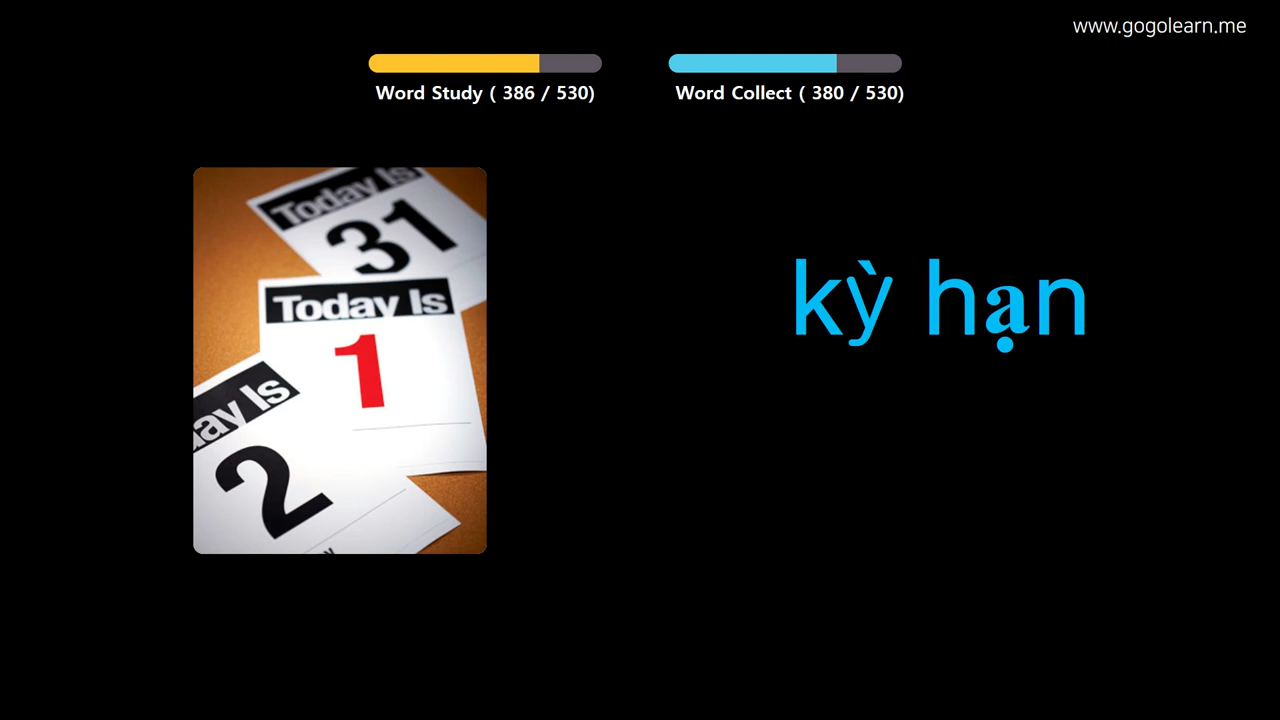 www.gogolearn.me
Word Study ( 386 / 530)
Word Collect ( 380 / 530)
Today Is
31
Today Is
1
ay Is
2
kỳ hạn